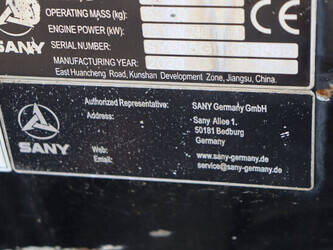 OPERATING MASS (kg):
ENGINE POWER (kW):
SANY
SERIAL NUMBER:
MANUFACTURING YEAR:
East Huancheng Road, Kunshan Development Zone, Jiangsu, China.
Authorized Representative: SANY Germany GmbH
Address: Sany Allee 1.
50181 Bedburg
Germany
SANY
Web: www.sany-germany.de
Email: service@sany-germany.de